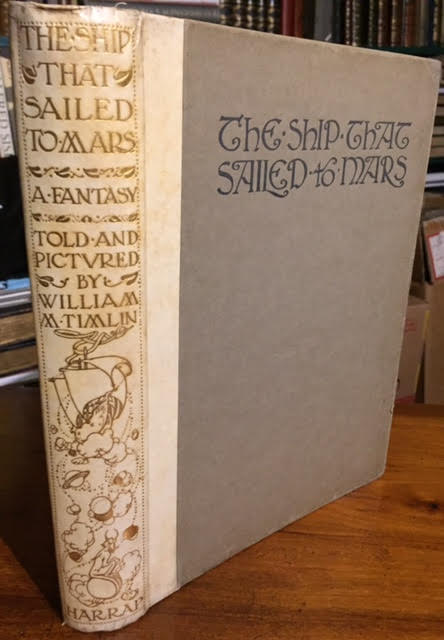 THE·SHIP
THAT
SAILED
TO·MARS
A·FANTASY
TOLD·AND
PICTVRED
BY
WILLIAM
M·TIMLIN
HARRAP
The·Ship·That
Sailed·to·Mars